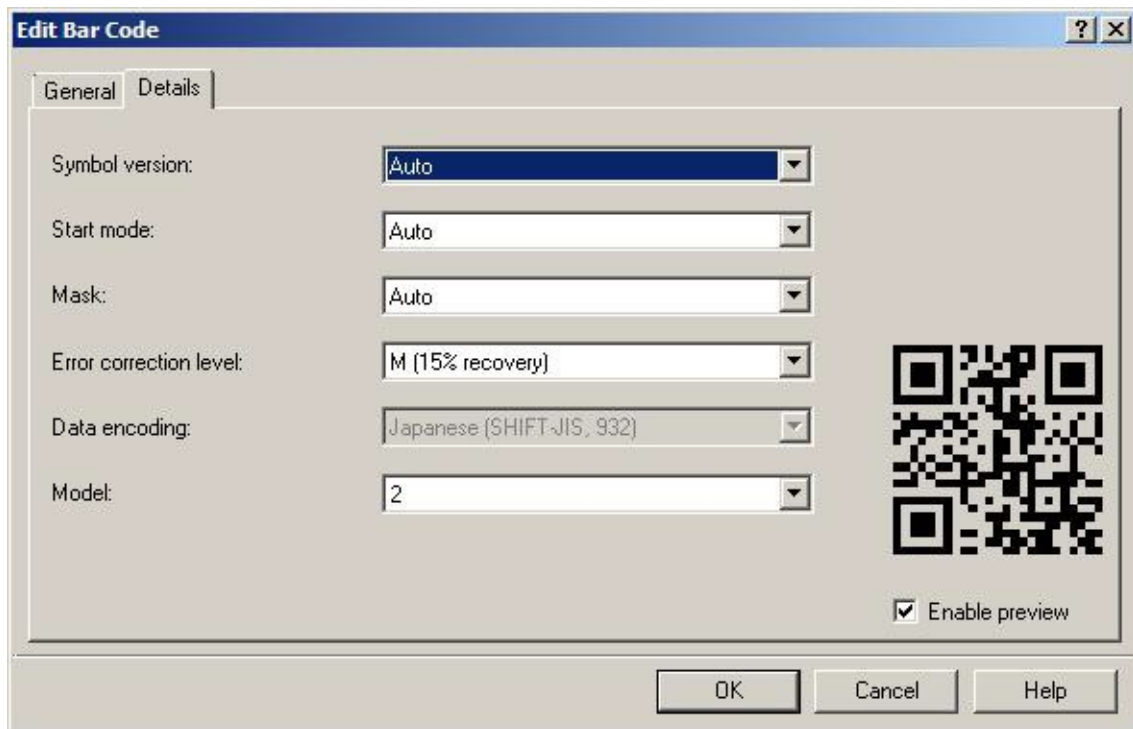 Edit Bar Code
General Details
Symbol version: Auto
Start mode: Auto
Mask: Auto
Error correction level: M (15% recovery)
Data encoding: Japanese (SHIFT-JIS, 932)
Model: 2
Enable preview
OK Cancel Help